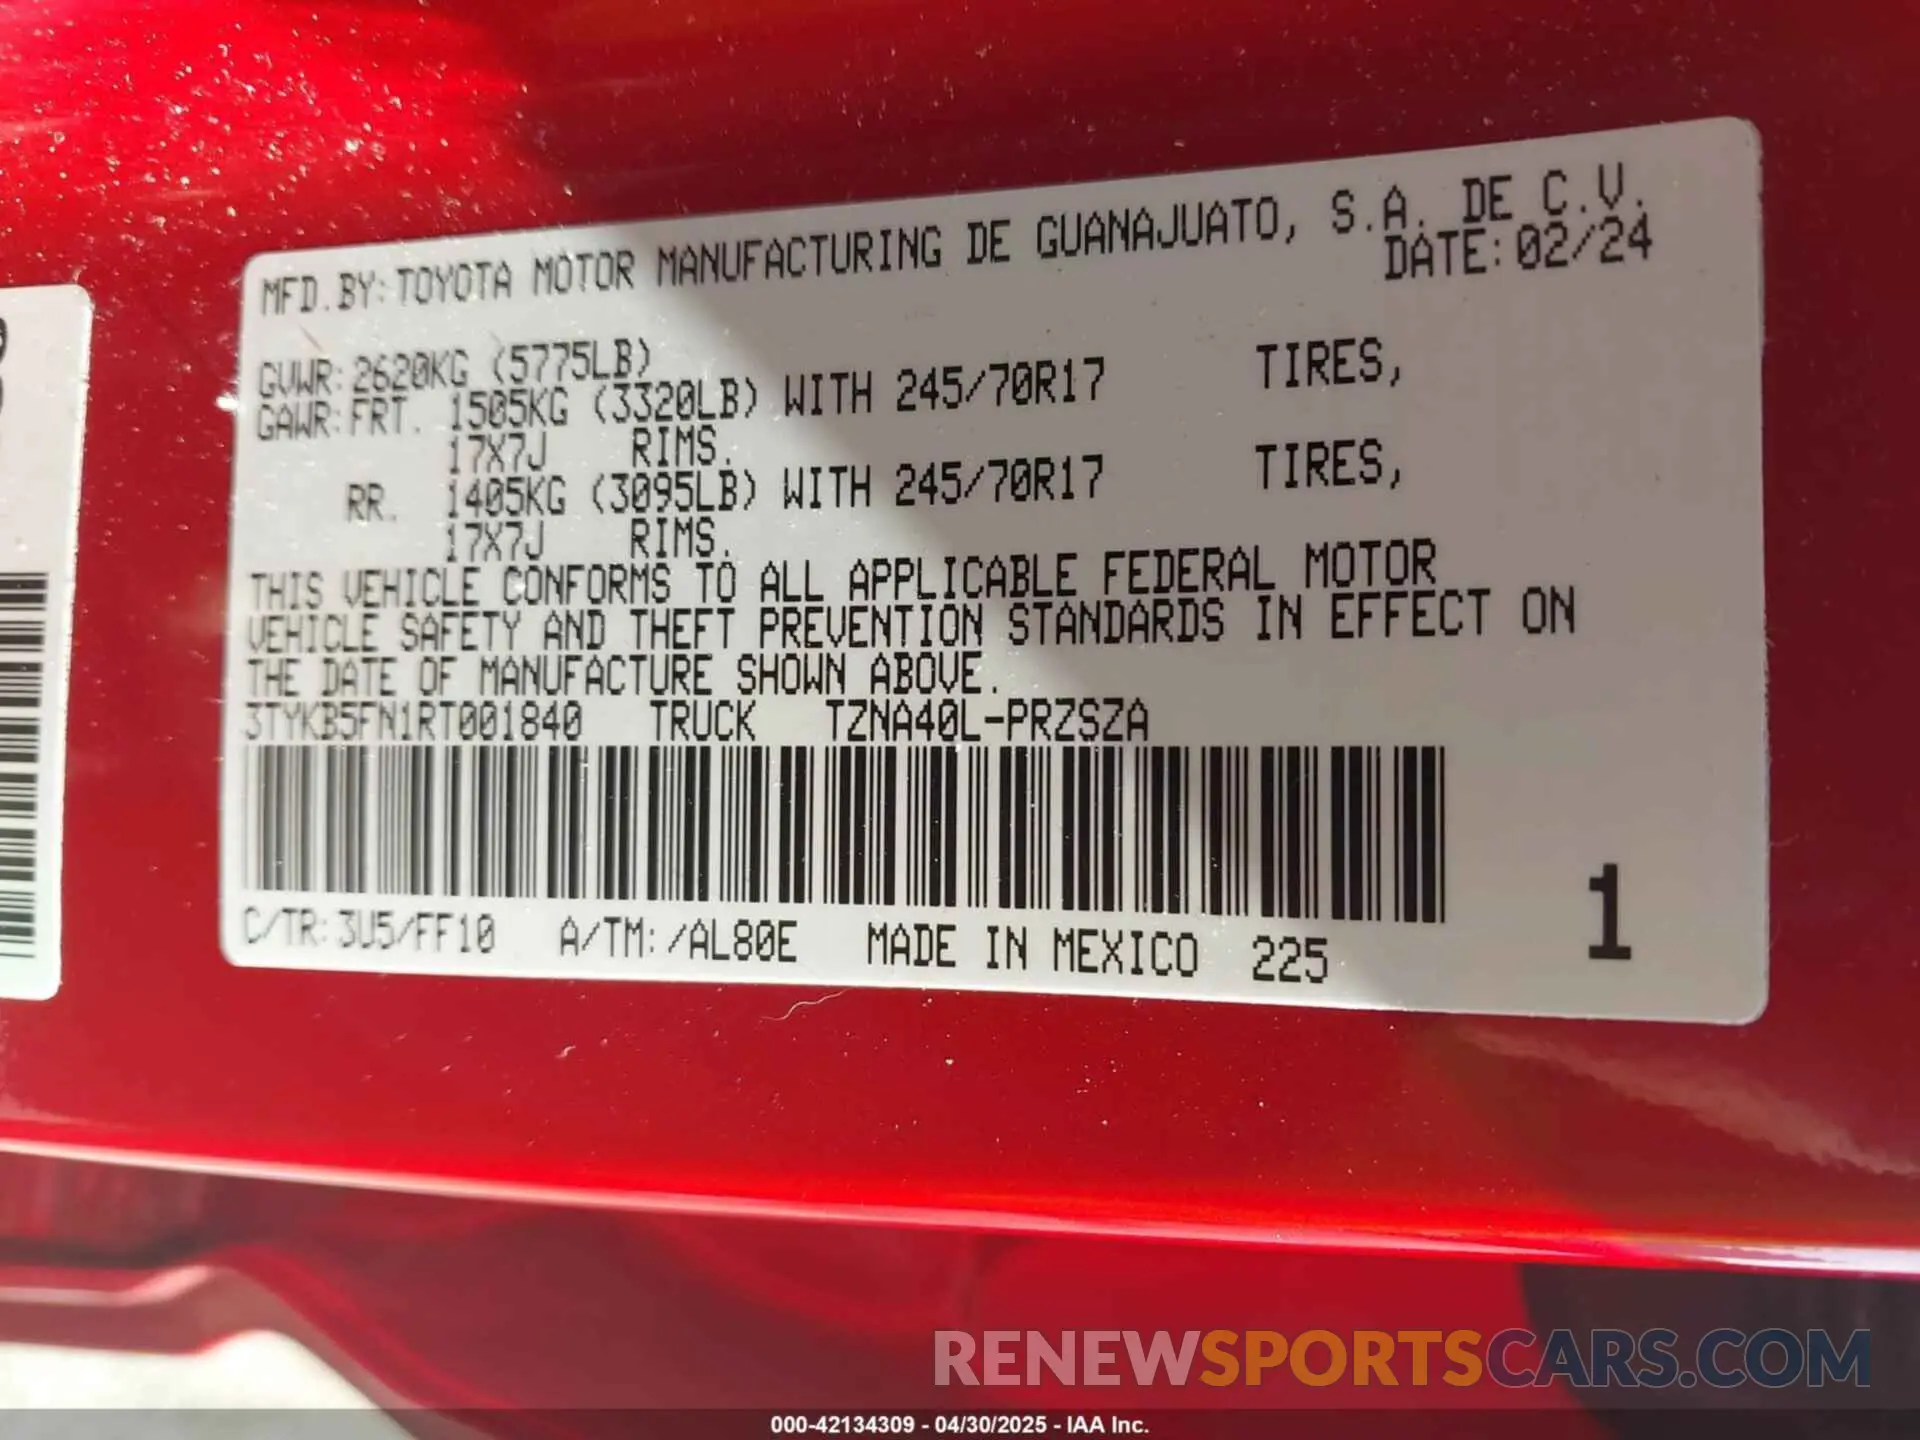 MFD.BY:TOYOTA MOTOR MANUFACTURING DE GUANAJUATO, S.A. DE C.V.
DATE:02/24
GVWR:2620KG (5775LB)
GAWR:FRT. 1505KG (3320LB) WITH 245/70R17 TIRES,
17X7J RIMS.
RR. 1405KG (3095LB) WITH 245/70R17 TIRES,
17X7J RIMS.
THIS VEHICLE CONFORMS TO ALL APPLICABLE FEDERAL MOTOR
VEHICLE SAFETY AND THEFT PREVENTION STANDARDS IN EFFECT ON
THE DATE OF MANUFACTURE SHOWN ABOVE.
3TYKB5FN1RT001840 TRUCK TZNA40L-PRZSZA
C/TR:3U5/FF10 A/TM:/AL80E MADE IN MEXICO 225
1
RENEWSPORTSCARS.COM
000-42134309 - 04/30/2025 - IAA Inc.